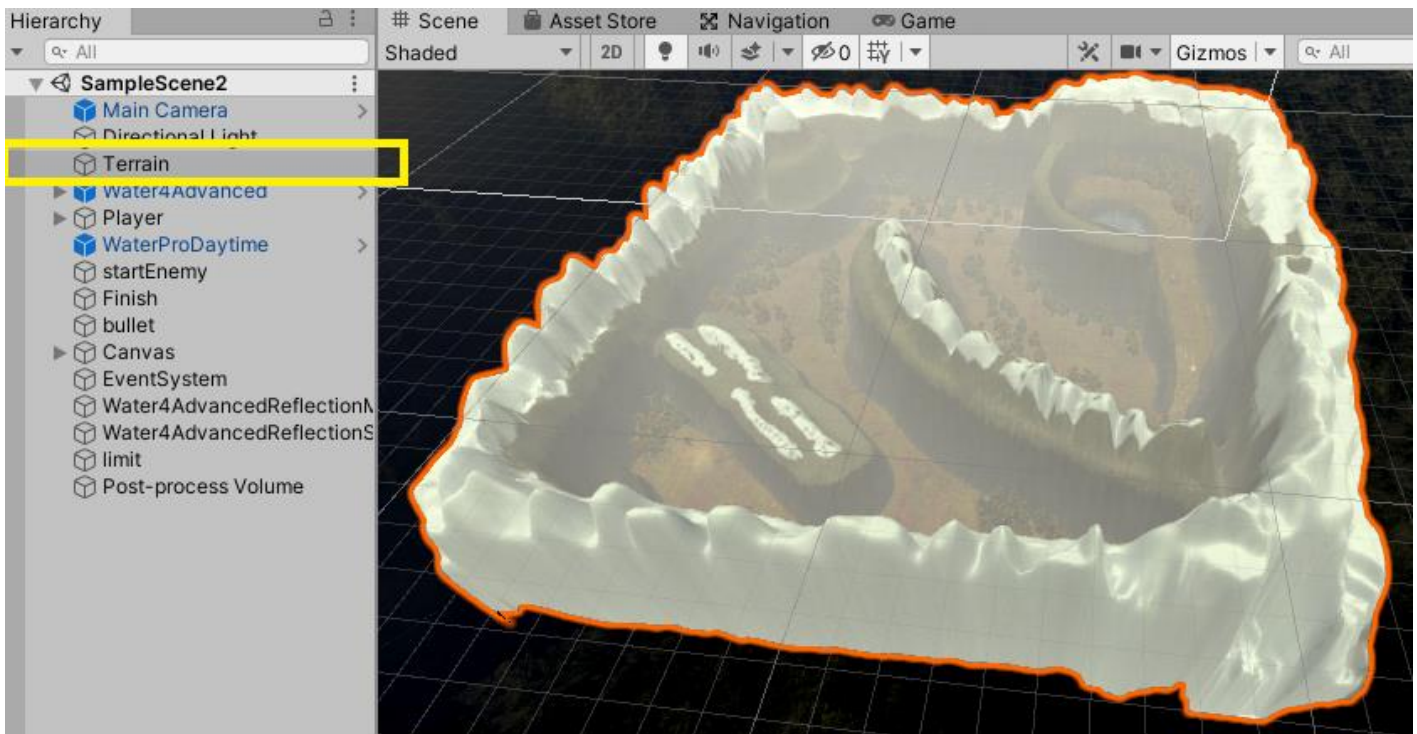 Hierarchy
# Scene
Asset Store
Navigation
Game
All
Shaded
2D
0
Gizmos
All
SampleScene2
Main Camera
Directional Light
Terrain
Water4Advanced
Player
WaterProDaytime
startEnemy
Finish
bullet
Canvas
EventSystem
Water4AdvancedReflection
Water4AdvancedReflectionS
limit
Post-process Volume